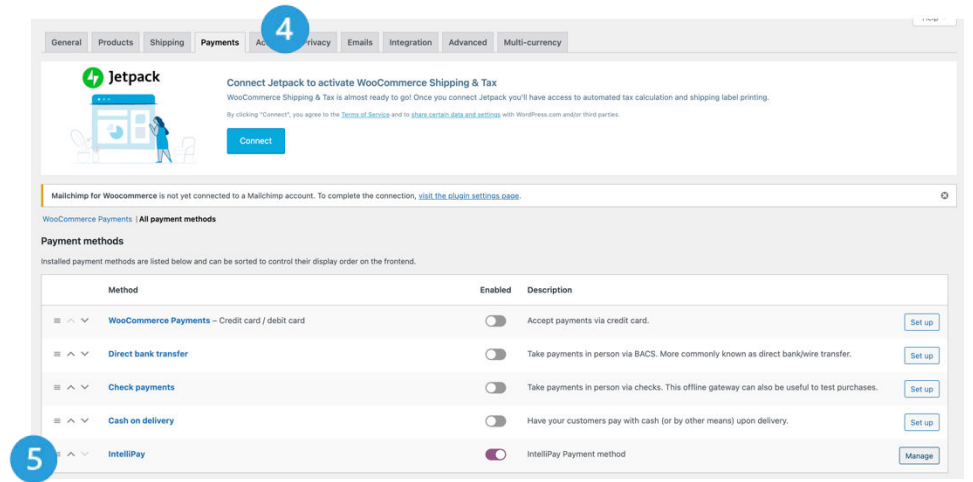 Help
4
General Products Shipping Payments Privacy Emails Integration Advanced Multi-currency
Jetpack
Connect Jetpack to activate WooCommerce Shipping & Tax
WooCommerce Shipping & Tax is almost ready to go! Once you connect Jetpack you'll have access to automated tax calculation and shipping label printing.
By clicking "Connect", you agree to the Terms of Service and to share certain data and settings with WordPress.com and/or third parties.
Connect
Mailchimp for Woocommerce is not yet connected to a Mailchimp account. To complete the connection, visit the plugin settings page.
WooCommerce Payments | All payment methods
Payment methods
Installed payment methods are listed below and can be sorted to control their display order on the frontend.
Method Enabled Description
WooCommerce Payments – Credit card / debit card Accept payments via credit card. Set up
Direct bank transfer Take payments in person via BACS. More commonly known as direct bank/wire transfer. Set up
Check payments Take payments in person via checks. This offline gateway can also be useful to test purchases. Set up
Cash on delivery Have your customers pay with cash (or by other means) upon delivery. Set up
5 IntelliPay IntelliPay Payment method Manage